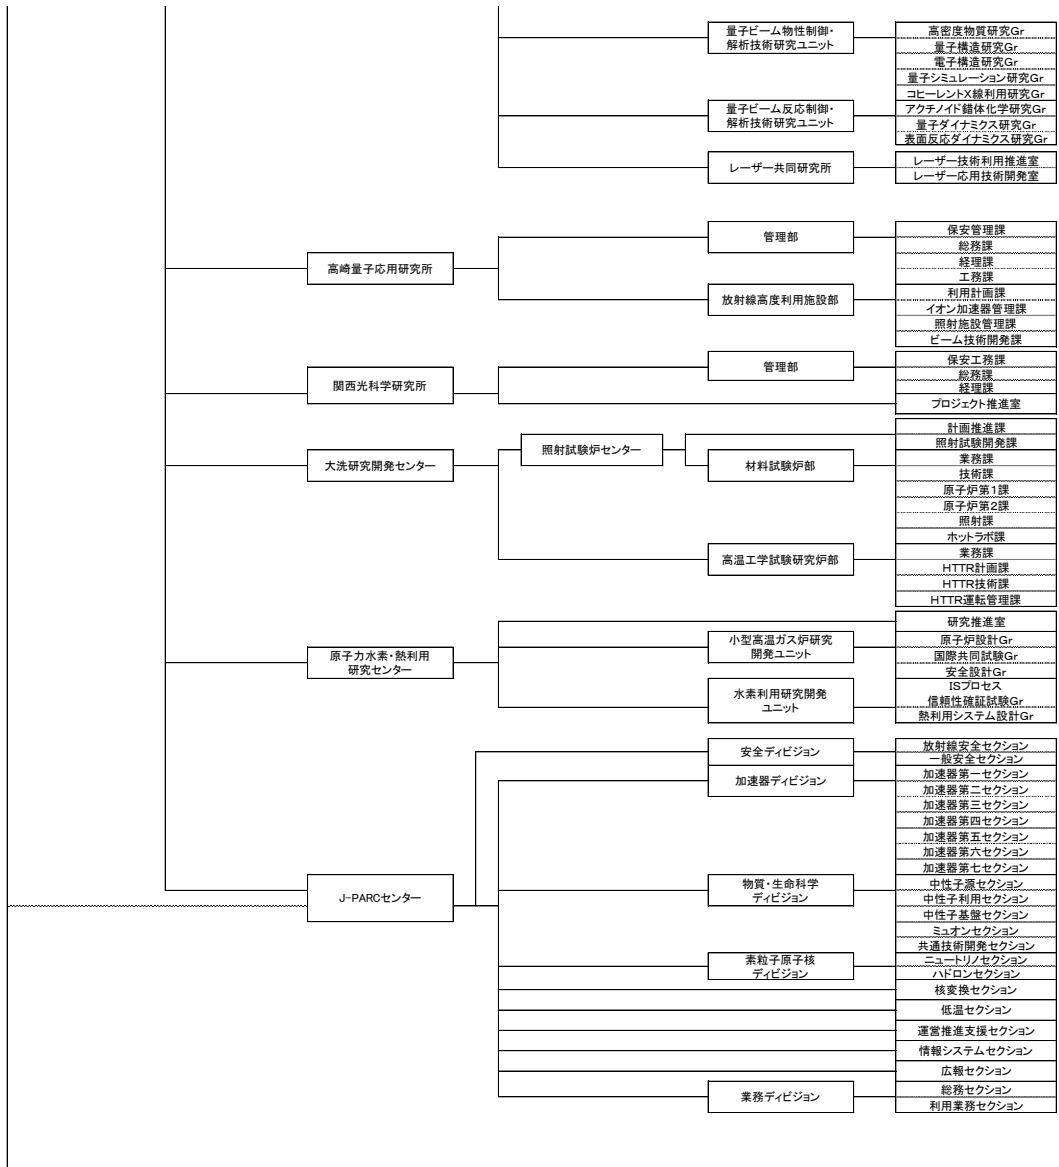 量子ビーム物性制御・
解析技術研究ユニット
高密度物質研究Gr
量子構造研究Gr
電子構造研究Gr
量子シミュレーション研究Gr
コヒーレントX線利用研究Gr
量子ビーム反応制御・
解析技術研究ユニット
アクチノイド錯体化学研究Gr
量子ダイナミクス研究Gr
表面反応ダイナミクス研究Gr
レーザー共同研究所
レーザー技術利用推進室
レーザー応用技術開発室
高崎量子応用研究所
管理部
保安管理課
総務課
経理課
工務課
放射線高度利用施設部
利用計画課
イオン加速器管理課
照射施設管理課
ビーム技術開発課
関西光科学研究所
管理部
保安工務課
総務課
経理課
プロジェクト推進室
大洗研究開発センター
照射試験炉センター
計画推進課
照射試験開発課
材料試験炉部
業務課
技術課
原子炉第1課
原子炉第2課
照射課
ホットラボ課
高温工学試験研究炉部
業務課
HTTR計画課
HTTR技術課
HTTR運転管理課
原子力水素・熱利用
研究センター
研究推進室
小型高温ガス炉研究
開発ユニット
原子炉設計Gr
国際共同試験Gr
安全設計Gr
水素利用研究開発
ユニット
ISプロセス
信頼性確証試験Gr
熱利用システム設計Gr
J-PARCセンター
安全ディビジョン
放射線安全セクション
一般安全セクション
加速器ディビジョン
加速器第一セクション
加速器第二セクション
加速器第三セクション
加速器第四セクション
加速器第五セクション
加速器第六セクション
加速器第七セクション
物質・生命科学
ディビジョン
中性子源セクション
中性子利用セクション
中性子基盤セクション
ミュオンセクション
共通技術開発セクション
素粒子原子核
ディビジョン
ニュートリノセクション
ハドロンセクション
核変換セクション
低温セクション
運営推進支援セクション
情報システムセクション
広報セクション
業務ディビジョン
総務セクション
利用業務セクション